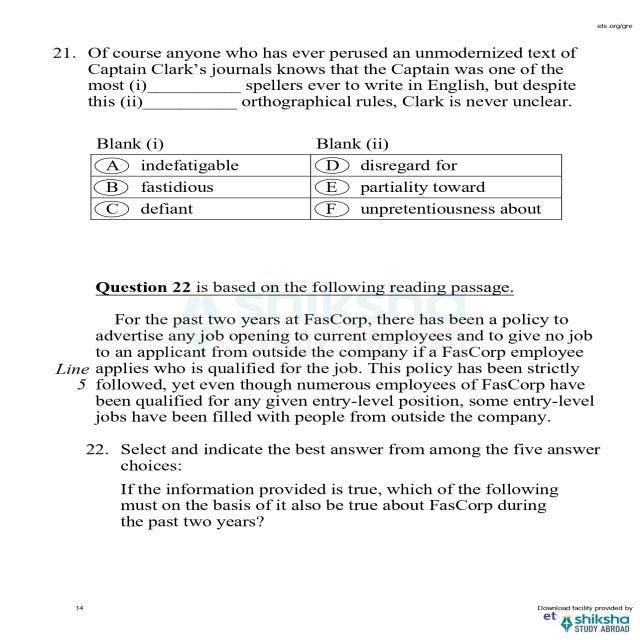 ets.org/gre
21. Of course anyone who has ever perused an unmodernized text of
Captain Clark's journals knows that the Captain was one of the
most (i)___________ spellers ever to write in English, but despite
this (ii)___________ orthographical rules, Clark is never unclear.
Blank (i) Blank (ii)
A indefatigable D disregard for
B fastidious E partiality toward
C defiant F unpretentiousness about
shiksha
Question 22 is based on the following reading passage.
For the past two years at FasCorp, there has been a policy to
advertise any job opening to current employees and to give no job
to an applicant from outside the company if a FasCorp employee
Line applies who is qualified for the job. This policy has been strictly
5 followed, yet even though numerous employees of FasCorp have
been qualified for any given entry-level position, some entry-level
jobs have been filled with people from outside the company.
22. Select and indicate the best answer from among the five answer
choices:
If the information provided is true, which of the following
must on the basis of it also be true about FasCorp during
the past two years?
14
Download facility provided by
et shiksha
STUDY ABROAD